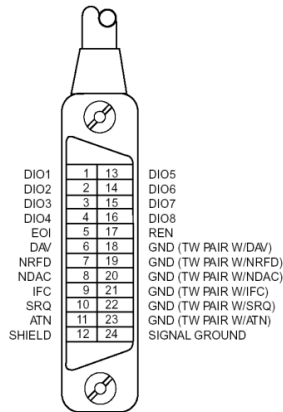 DIO1 1 13 DIO5
DIO2 2 14 DIO6
DIO3 3 15 DIO7
DIO4 4 16 DIO8
EOI 5 17 REN
DAV 6 18 GND (TW PAIR W/DAV)
NRFD 7 19 GND (TW PAIR W/NRFD)
NDAC 8 20 GND (TW PAIR W/NDAC)
IFC 9 21 GND (TW PAIR W/IFC)
SRQ 10 22 GND (TW PAIR W/SRQ)
ATN 11 23 GND (TW PAIR W/ATN)
SHIELD 12 24 SIGNAL GROUND